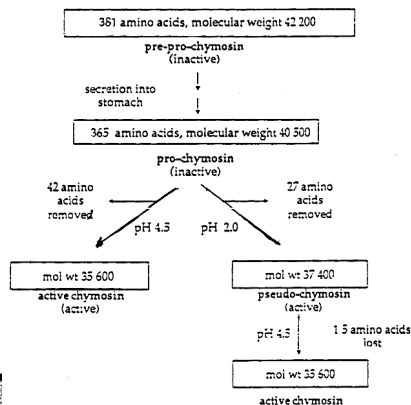 381 amino acids, molecular weight 42 200
pre-pro-chymosin
(inactive)
secretion into
stomach
365 amino acids, molecular weight 40 500
pro-chymosin
(inactive)
42 amino
acids
removed
27 amino
acids
removed
pH 4.5
pH 2.0
mol wt 35 600
active chymosin
(active)
mol wt 37 400
pseudo-chymosin
(active)
pH 4.5
15 amino acids
lost
mol wt 35 600
active chymosin